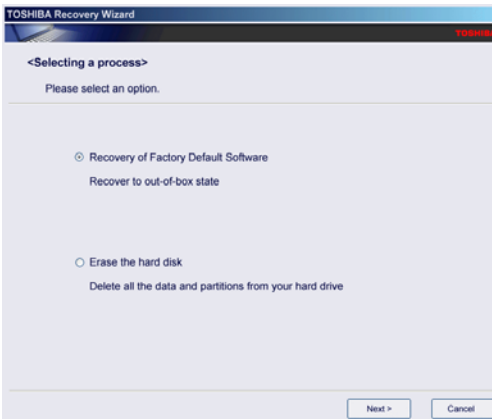 TOSHIBA Recovery Wizard
TOSHIBA
<Selecting a process>
Please select an option.
Recovery of Factory Default Software
Recover to out-of-box state
Erase the hard disk
Delete all the data and partitions from your hard drive
Next >
Cancel